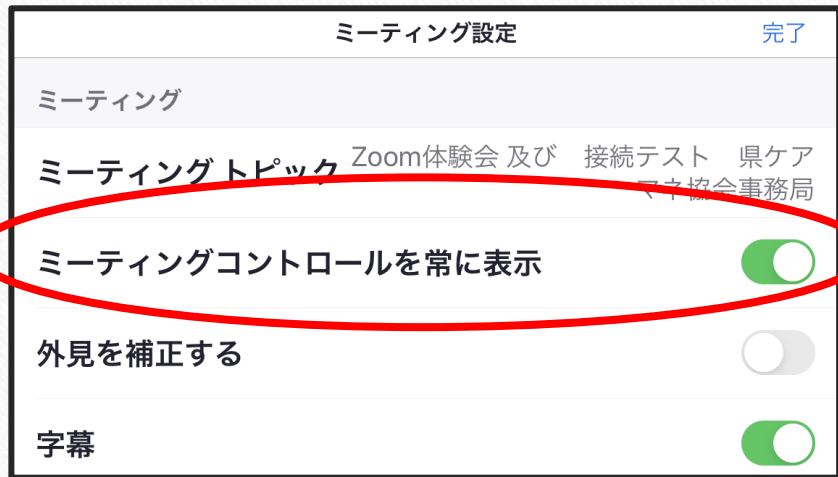 ミーティング設定
完了
ミーティング
ミーティング トピック
Zoom体験会 及び　接続テスト　県ケア
マネ協会事務局
ミーティングコントロールを常に表示
外見を補正する
字幕